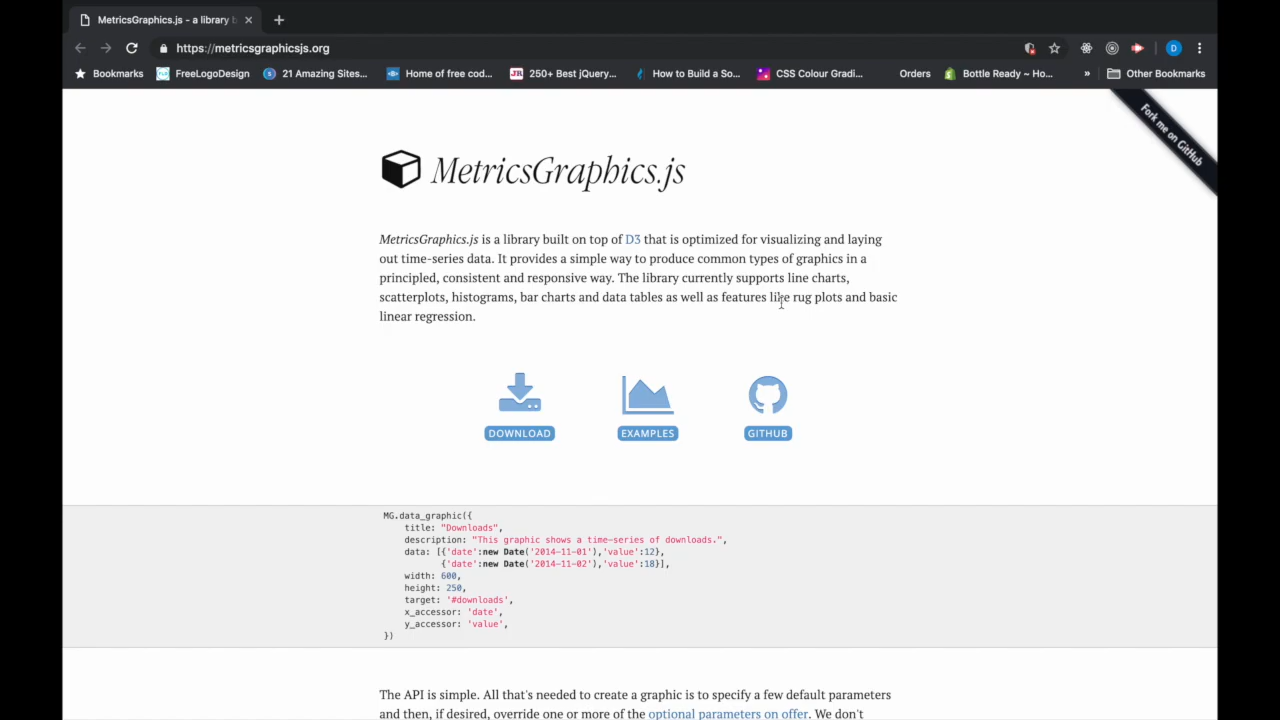 MetricsGraphics.js - a library b
https://metricsgraphicsjs.org
D
Bookmarks FreeLogoDesign 21 Amazing Sites... Home of free cod... 250+ Best jQuery... How to Build a So... CSS Colour Gradi... Orders Bottle Ready ~ Ho... » Other Bookmarks
Fork me on GitHub
MetricsGraphics.js
MetricsGraphics.js is a library built on top of D3 that is optimized for visualizing and laying
out time-series data. It provides a simple way to produce common types of graphics in a
principled, consistent and responsive way. The library currently supports line charts,
scatterplots, histograms, bar charts and data tables as well as features like rug plots and basic
linear regression.
DOWNLOAD EXAMPLES GITHUB
MG.data_graphic({
title: "Downloads",
description: "This graphic shows a time-series of downloads.",
data: [{'date':new Date('2014-11-01'),'value':12},
{'date':new Date('2014-11-02'),'value':18}],
width: 600,
height: 250,
target: '#downloads',
x_accessor: 'date',
y_accessor: 'value',
})
The API is simple. All that's needed to create a graphic is to specify a few default parameters
and then, if desired, override one or more of the optional parameters on offer. We don't